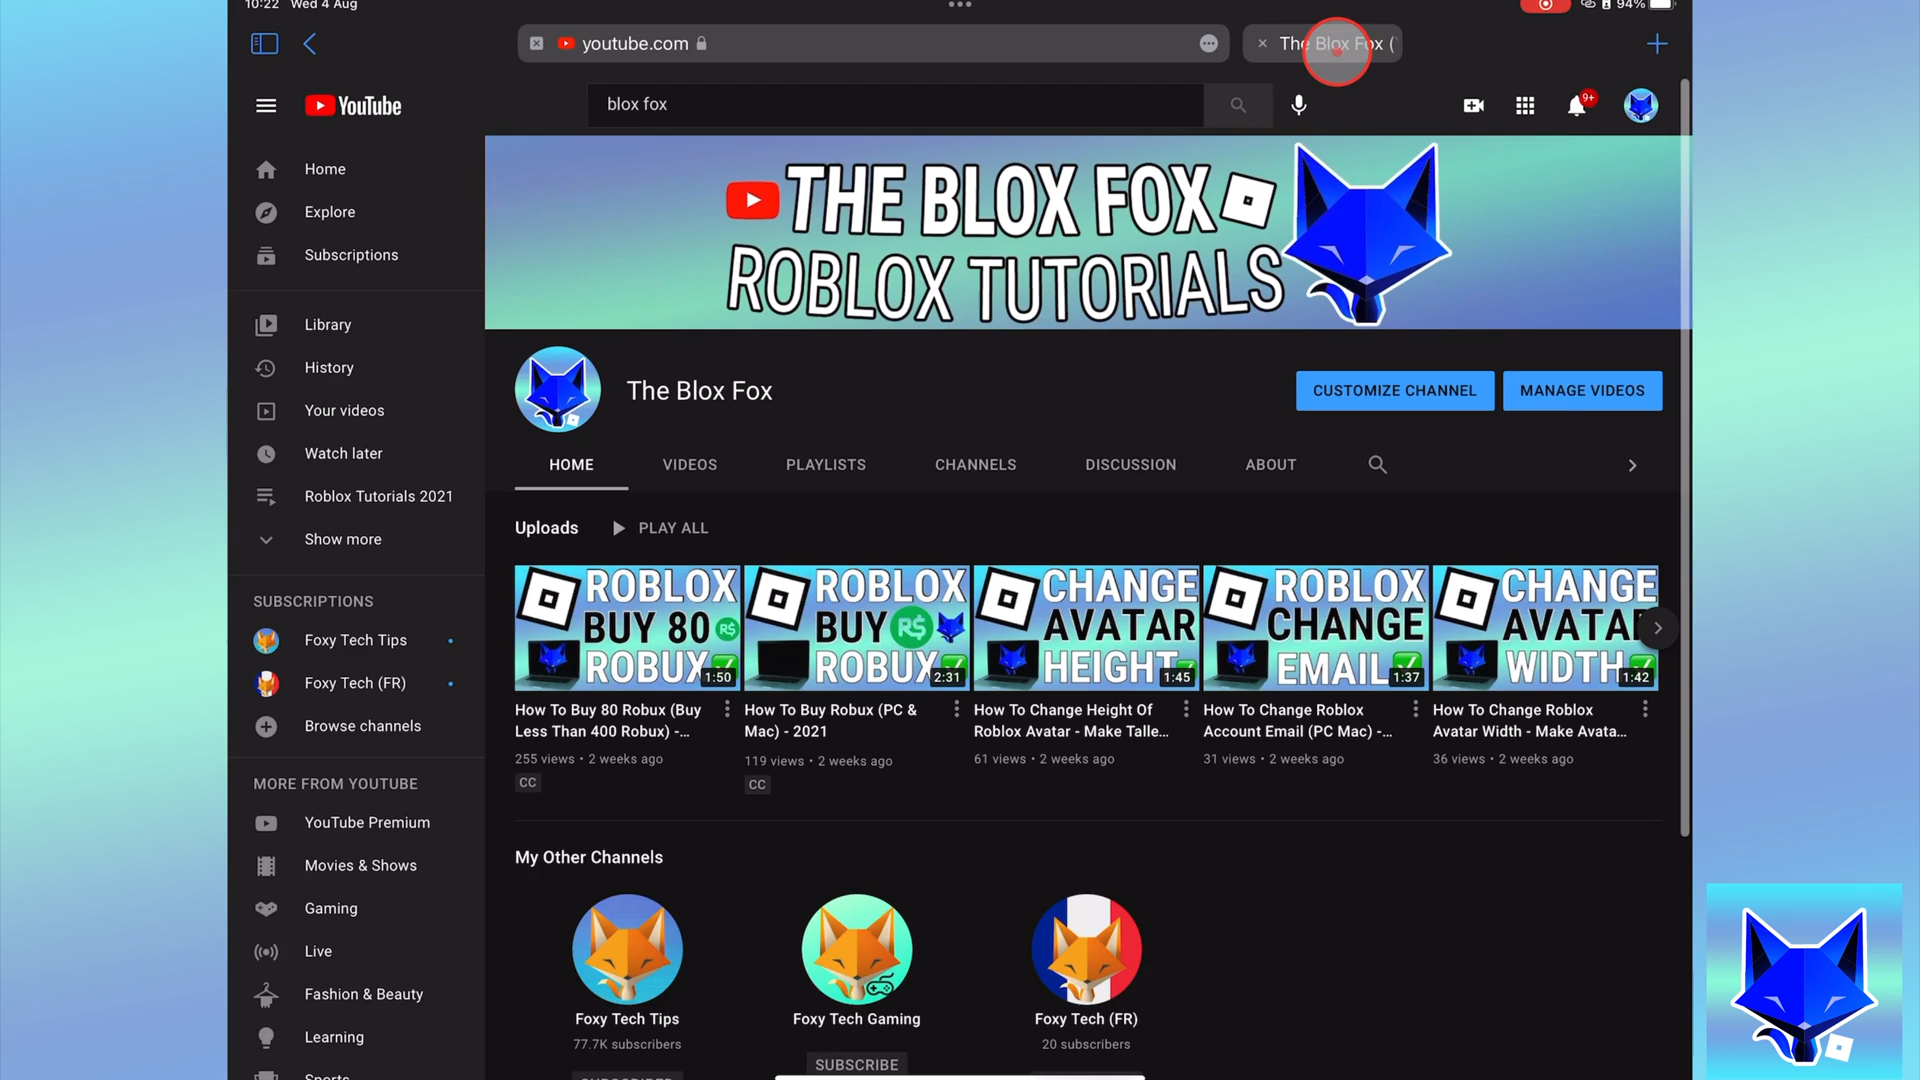 10:22 Wed 4 Aug
94%
youtube.com
The Blox Fox (
YouTube
blox fox
9+
Home
Explore
Subscriptions
Library
History
Your videos
Watch later
Roblox Tutorials 2021
Show more
SUBSCRIPTIONS
Foxy Tech Tips
Foxy Tech (FR)
Browse channels
MORE FROM YOUTUBE
YouTube Premium
Movies & Shows
Gaming
Live
Fashion & Beauty
Learning
Sports
THE BLOX FOX
ROBLOX TUTORIALS
The Blox Fox
CUSTOMIZE CHANNEL
MANAGE VIDEOS
HOME
VIDEOS
PLAYLISTS
CHANNELS
DISCUSSION
ABOUT
Uploads
PLAY ALL
ROBLOX
BUY 80 R$
ROBUX
1:50
How To Buy 80 Robux (Buy
Less Than 400 Robux) -...
255 views • 2 weeks ago
CC
ROBLOX
BUY R$
ROBUX
2:31
How To Buy Robux (PC &
Mac) - 2021
119 views • 2 weeks ago
CC
CHANGE
AVATAR
HEIGHT
1:45
How To Change Height Of
Roblox Avatar - Make Talle...
61 views • 2 weeks ago
ROBLOX
CHANGE
EMAIL
1:37
How To Change Roblox
Account Email (PC Mac) -...
31 views • 2 weeks ago
CHANGE
AVATA
WIDTH
1:42
How To Change Roblox
Avatar Width - Make Avata...
36 views • 2 weeks ago
My Other Channels
Foxy Tech Tips
77.7K subscribers
SUBSCRIBED
Foxy Tech Gaming
SUBSCRIBE
Foxy Tech (FR)
20 subscribers